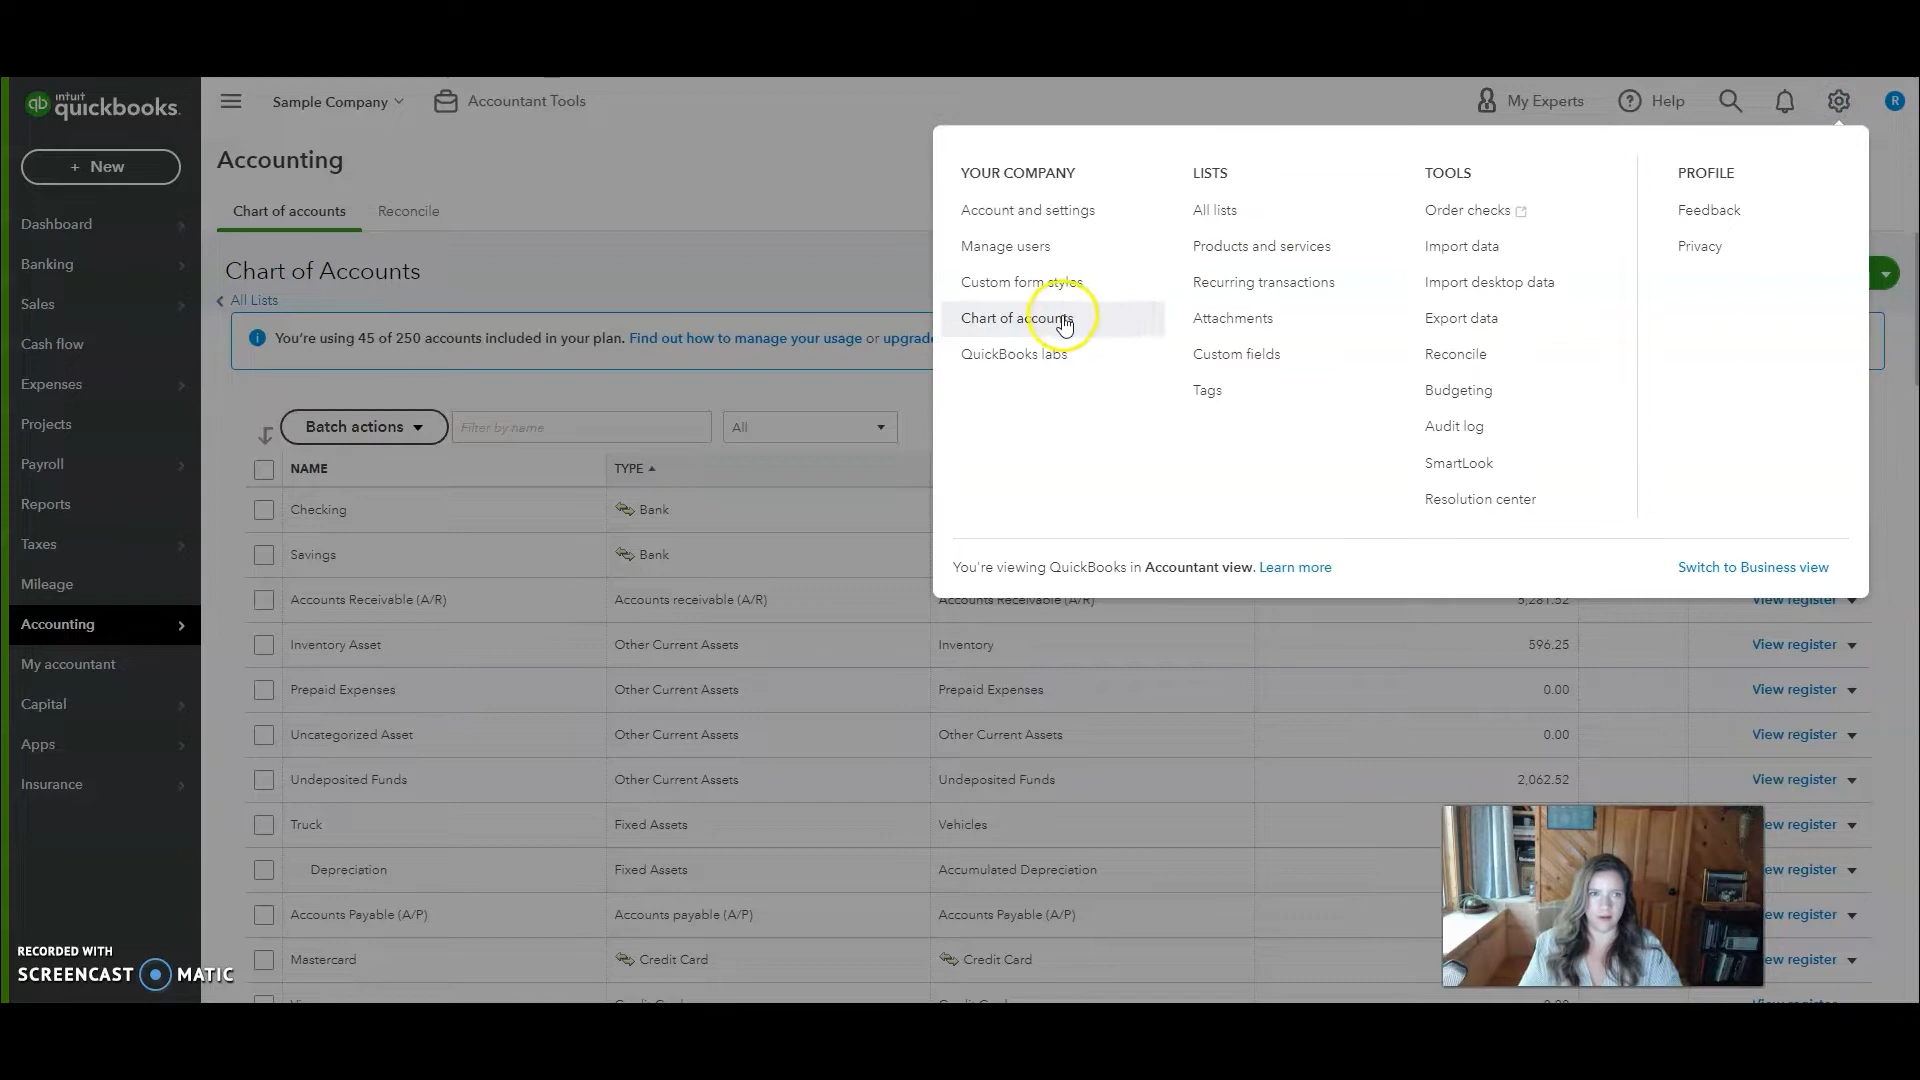 intuit
quickbooks.
Sample Company
Accountant Tools
My Experts
Help
R
+ New
Dashboard
Banking
Sales
Cash flow
Expenses
Projects
Payroll
Reports
Taxes
Mileage
Accounting
My accountant
Capital
Apps
Insurance
Accounting
Chart of accounts
Reconcile
Chart of Accounts
All Lists
You're using 45 of 250 accounts included in your plan. Find out how to manage your usage or upgrade
Batch actions
Filter by name
All
NAME
TYPE
Checking
Bank
Savings
Bank
Accounts Receivable (A/R)
Accounts receivable (A/R)
Accounts Receivable (A/R)
5,281.52
View register
Inventory Asset
Other Current Assets
Inventory
596.25
View register
Prepaid Expenses
Other Current Assets
Prepaid Expenses
0.00
View register
Uncategorized Asset
Other Current Assets
Other Current Assets
0.00
View register
Undeposited Funds
Other Current Assets
Undeposited Funds
2,062.52
View register
Truck
Fixed Assets
Vehicles
ew register
Depreciation
Fixed Assets
Accumulated Depreciation
ew register
Accounts Payable (A/P)
Accounts payable (A/P)
Accounts Payable (A/P)
ew register
Mastercard
Credit Card
Credit Card
ew register
YOUR COMPANY
Account and settings
Manage users
Custom form styles
Chart of accounts
QuickBooks labs
LISTS
All lists
Products and services
Recurring transactions
Attachments
Custom fields
Tags
TOOLS
Order checks
Import data
Import desktop data
Export data
Reconcile
Budgeting
Audit log
SmartLook
Resolution center
PROFILE
Feedback
Privacy
You're viewing QuickBooks in Accountant view. Learn more
Switch to Business view
RECORDED WITH
SCREENCAST MATIC